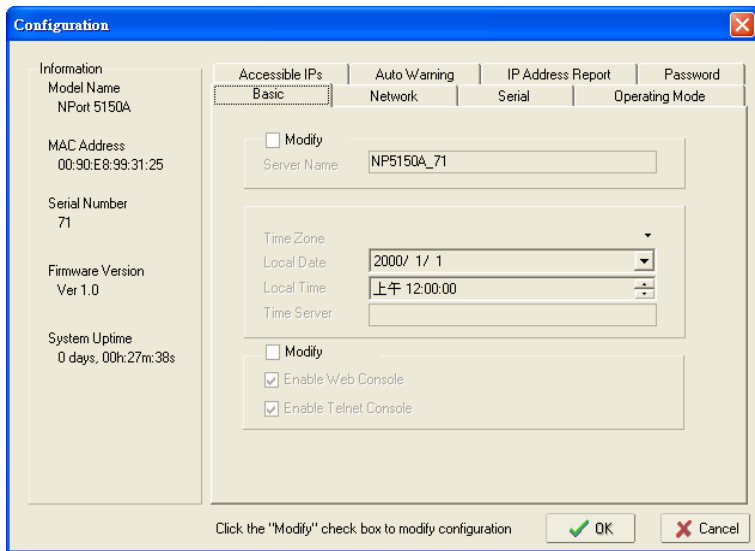 Configuration
Information
Model Name
NPort 5150A
MAC Address
00:90:E8:99:31:25
Serial Number
71
Firmware Version
Ver 1.0
System Uptime
0 days, 00h:27m:38s
Accessible IPs
Auto Warning
IP Address Report
Password
Basic
Network
Serial
Operating Mode
Modify
Server Name
NP5150A_71
Time Zone
Local Date
2000/ 1/ 1
Local Time
上午 12:00:00
Time Server
Modify
Enable Web Console
Enable Telnet Console
Click the "Modify" check box to modify configuration
OK
Cancel